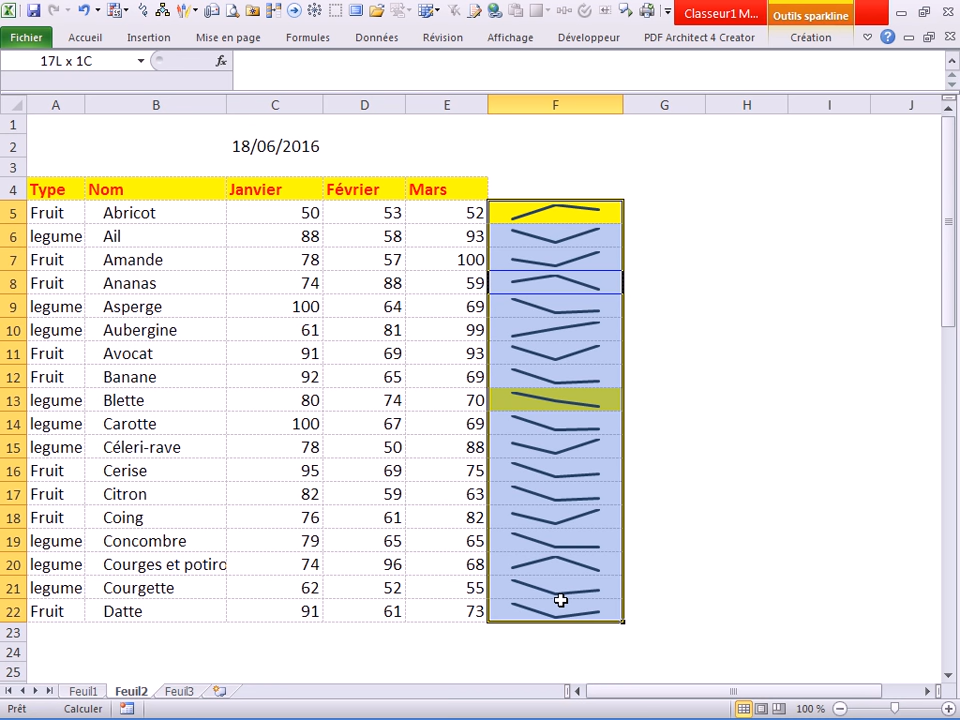 Classeur1 M... Outils sparkline
Fichier Accueil Insertion Mise en page Formules Données Révision Affichage Développeur PDF Architect 4 Creator Création
17L x 1C fx
A B C D E F G H I J
1
2 18/06/2016
3
4 Type Nom Janvier Février Mars
5 Fruit Abricot 50 53 52
6 legume Ail 88 58 93
7 Fruit Amande 78 57 100
8 Fruit Ananas 74 88 59
9 legume Asperge 100 64 69
10 legume Aubergine 61 81 99
11 Fruit Avocat 91 69 93
12 Fruit Banane 92 65 69
13 legume Blette 80 74 70
14 legume Carotte 100 67 69
15 legume Céleri-rave 78 50 88
16 Fruit Cerise 95 69 75
17 Fruit Citron 82 59 63
18 Fruit Coing 76 61 82
19 legume Concombre 79 65 65
20 legume Courges et potiro 74 96 68
21 legume Courgette 62 52 55
22 Fruit Datte 91 61 73
23
24
25
Feuil1 Feuil2 Feuil3
Prêt Calculer 100 %